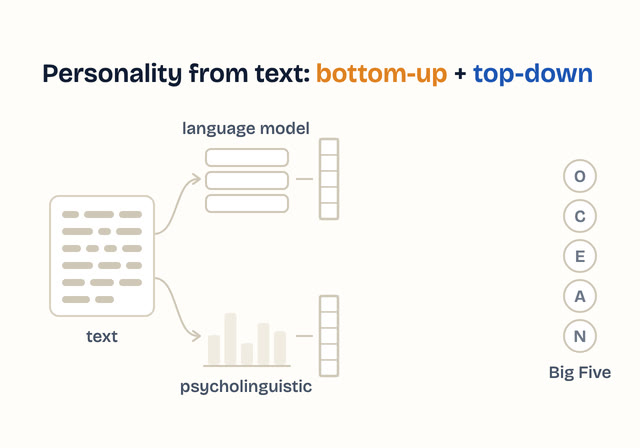 Personality from text: bottom-up + top-down
language model
text
psycholinguistic
O
C
E
A
N
Big Five